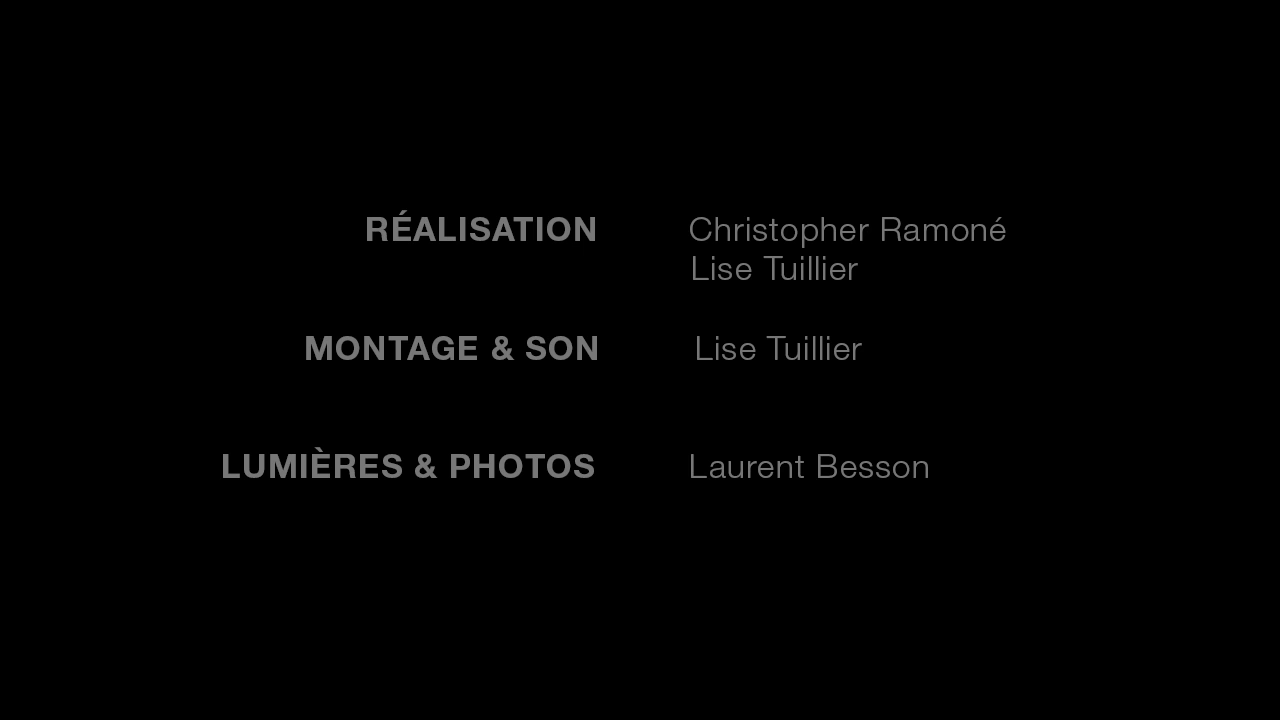 RÉALISATION Christopher Ramoné
Lise Tuillier
MONTAGE & SON Lise Tuillier
LUMIÈRES & PHOTOS Laurent Besson